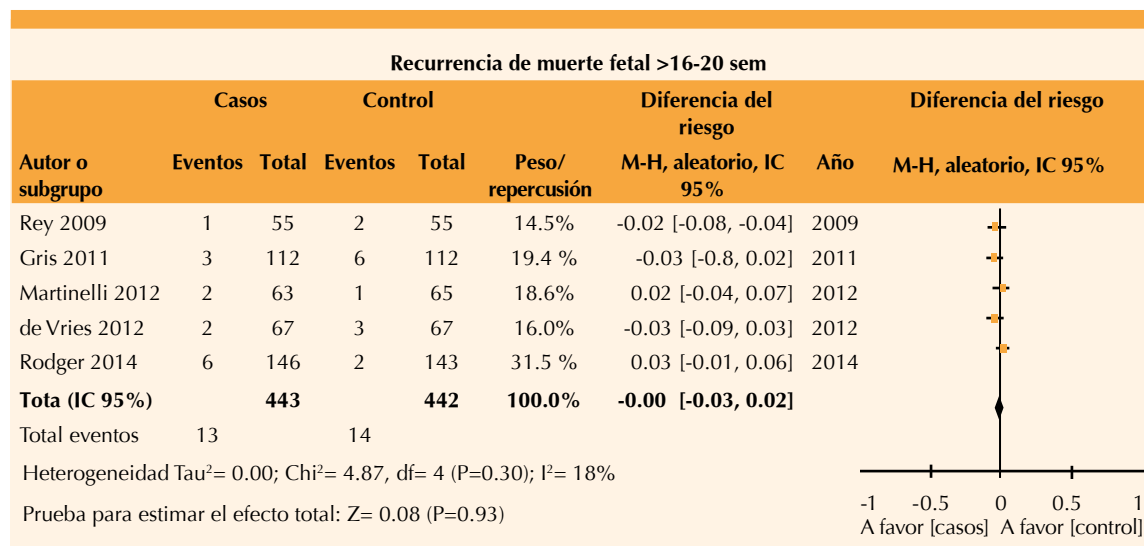 Recurrencia de muerte fetal >16-20 sem
Casos Control Diferencia del riesgo Diferencia del riesgo
Autor o subgrupo Eventos Total Eventos Total Peso/repercusión M-H, aleatorio, IC 95% Año M-H, aleatorio, IC 95%
Rey 2009 1 55 2 55 14.5% -0.02 [-0.08, -0.04] 2009
Gris 2011 3 112 6 112 19.4 % -0.03 [-0.8, 0.02] 2011
Martinelli 2012 2 63 1 65 18.6% 0.02 [-0.04, 0.07] 2012
de Vries 2012 2 67 3 67 16.0% -0.03 [-0.09, 0.03] 2012
Rodger 2014 6 146 2 143 31.5 % 0.03 [-0.01, 0.06] 2014
Tota (IC 95%) 443 442 100.0% -0.00 [-0.03, 0.02]
Total eventos 13 14
Heterogeneidad Tau²= 0.00; Chi²= 4.87, df= 4 (P=0.30); I²= 18%
Prueba para estimar el efecto total: Z= 0.08 (P=0.93)
-1 -0.5 0 0.5 1
A favor [casos] A favor [control]